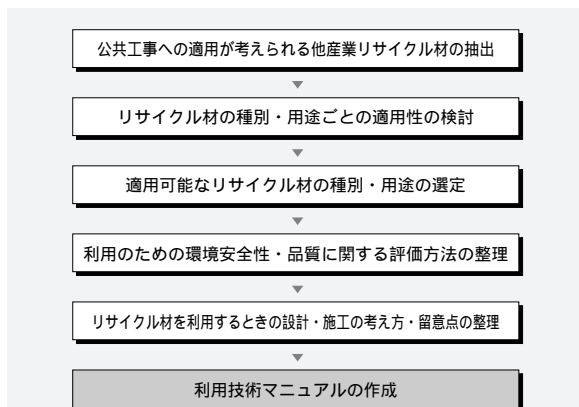 公共工事への適用が考えられる他産業リサイクル材の抽出
リサイクル材の種別・用途ごとの適用性の検討
適用可能なリサイクル材の種別・用途の選定
利用のための環境安全性・品質に関する評価方法の整理
リサイクル材を利用するときの設計・施工の考え方・留意点の整理
利用技術マニュアルの作成